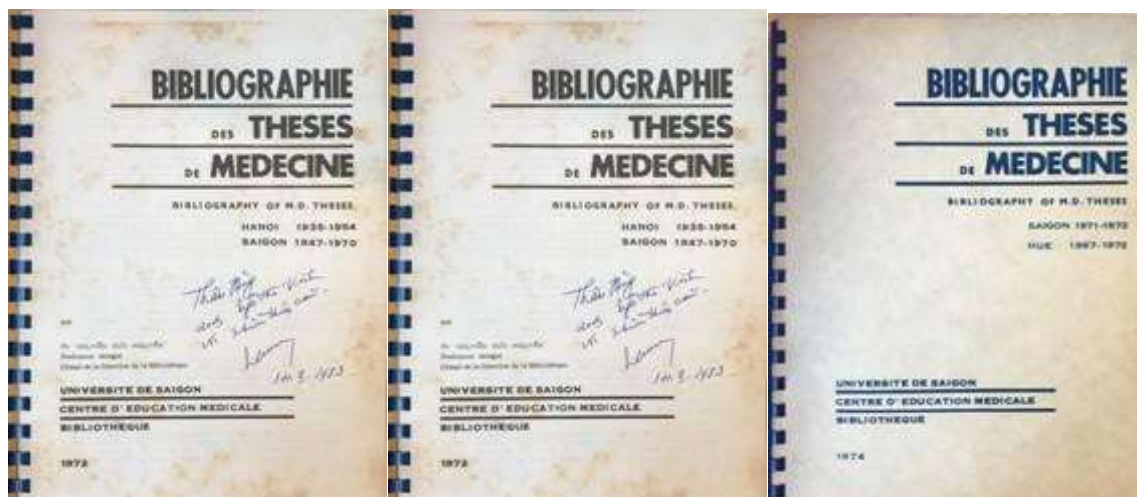 BIBLIOGRAPHIE
DES THESES
DE MEDECINE
BIBLIOGRAPHY OF M.D. THESES
HANOI 1935-1954
SAIGON 1947-1970
Thân
UNIVERSITE DE SAIGON
CENTRE D' EDUCATION MEDICALE
BIBLIOTHEQUE
1972
BIBLIOGRAPHIE
DES THESES
DE MEDECINE
BIBLIOGRAPHY OF M.D. THESES
HANOI 1935-1954
SAIGON 1947-1970
Thân
UNIVERSITE DE SAIGON
CENTRE D' EDUCATION MEDICALE
BIBLIOTHEQUE
1972
BIBLIOGRAPHIE
DES THESES
DE MEDECINE
BIBLIOGRAPHY OF M.D. THESES
SAIGON 1971-1973
HUE 1967-1973
UNIVERSITE DE SAIGON
CENTRE D' EDUCATION MEDICALE
BIBLIOTHEQUE
1974